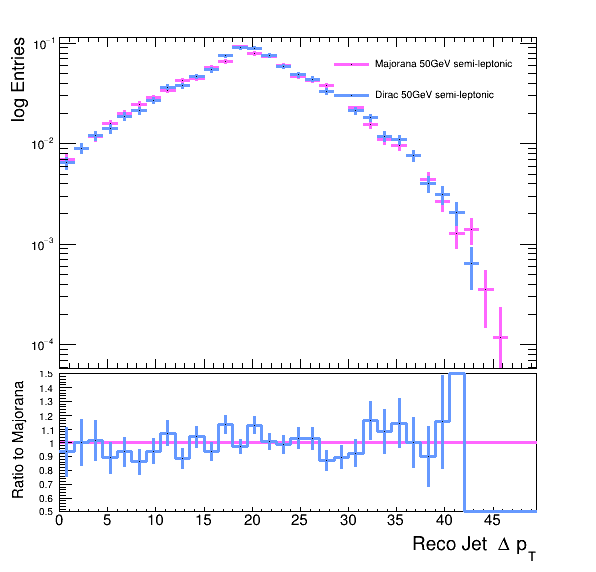 log Entries
10⁻¹
10⁻²
10⁻³
10⁻⁴
Majorana 50GeV semi-leptonic
Dirac 50GeV semi-leptonic
Ratio to Majorana
1.5
1.4
1.3
1.2
1.1
1
0.9
0.8
0.7
0.6
0.5
0 5 10 15 20 25 30 35 40 45
Reco Jet Δ p_T